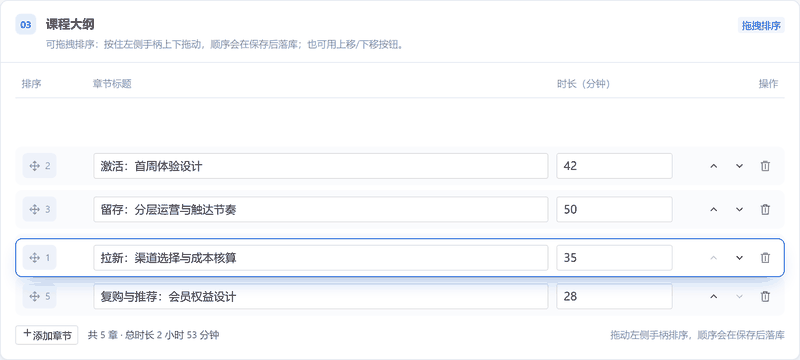 03 课程大纲 拖拽排序
可拖拽排序：按住左侧手柄上下拖动，顺序会在保存后落库；也可用上移/下移按钮。
排序 章节标题 时长（分钟） 操作
2 激活：首周体验设计 42
3 留存：分层运营与触达节奏 50
1 拉新：渠道选择与成本核算 35
5 复购与推荐：会员权益设计 28
+添加章节 共 5 章 · 总时长 2 小时 53 分钟 拖动左侧手柄排序，顺序会在保存后落库